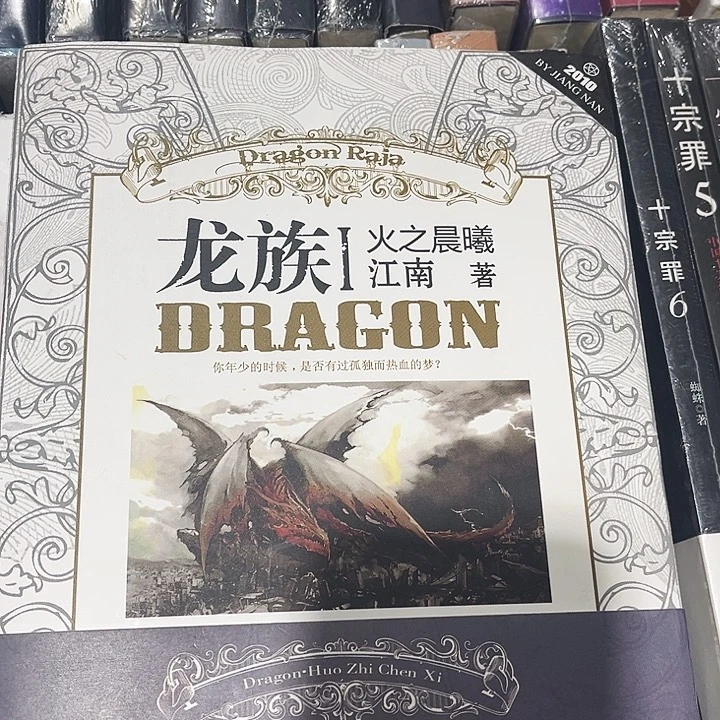 2010
BY JIANG NAN
Dragon Raja
龙族Ⅰ
火之晨曦
江南 著
DRAGON
你年少的时候，是否有过孤独而热血的梦？
Dragon·Huo Zhi Chen Xi
十宗罪6
蜘蛛◎著
十宗罪5